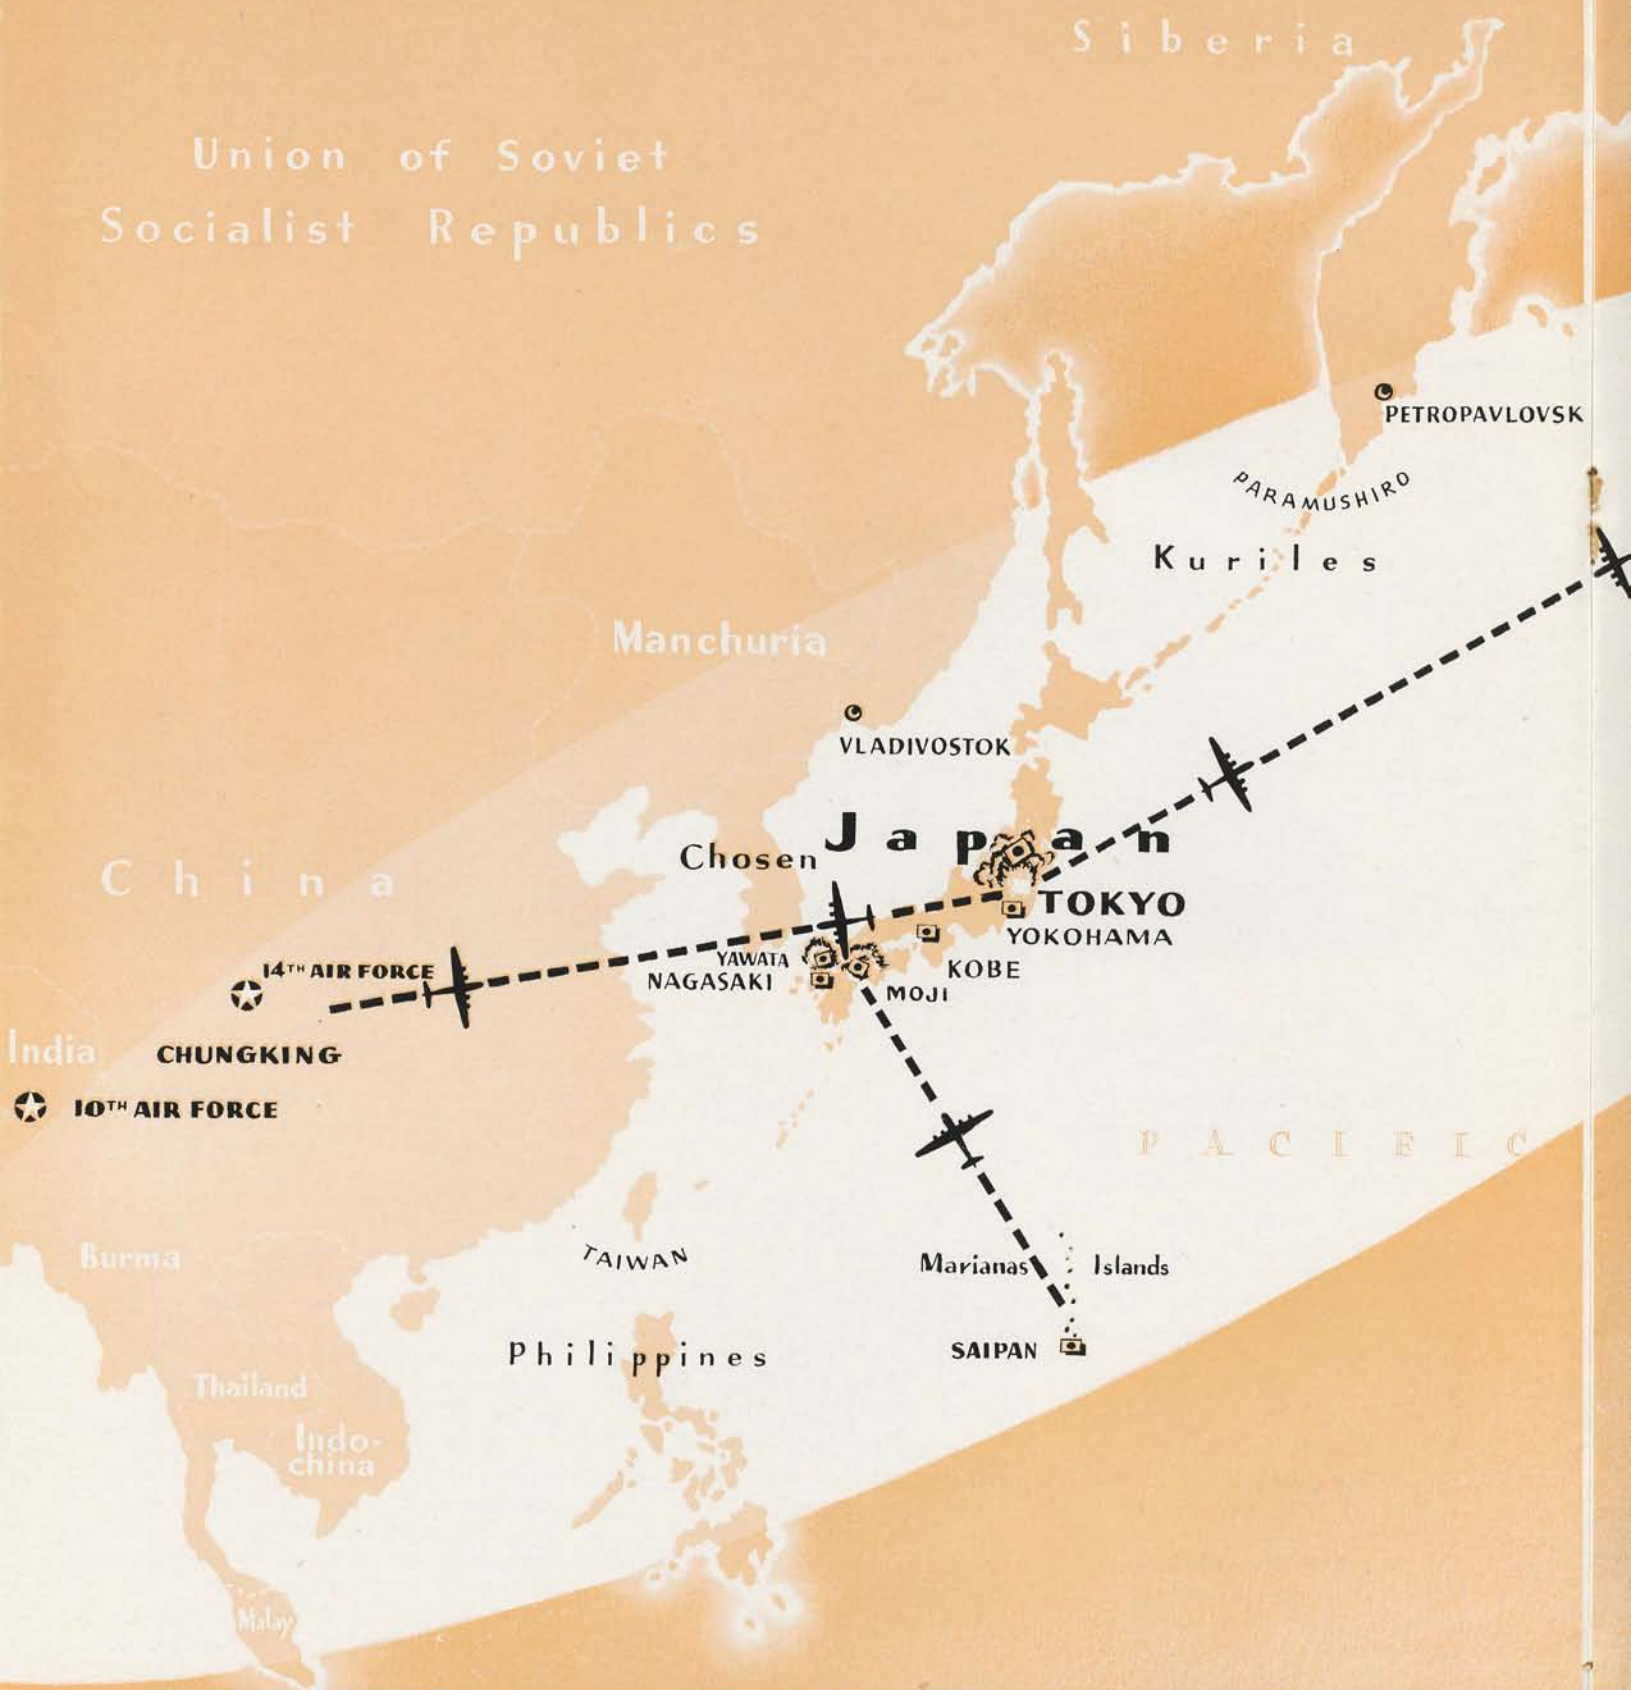 Siberia
Union of Soviet
Socialist Republics
PETROPAVLOVSK
PARAMUSHIRO
Kuriles
Manchuria
VLADIVOSTOK
Japan
Chosen
China
TOKYO
YOKOHAMA
YAWATA
14TH AIR FORCE
KOBE
NAGASAKI
MOJI
India
CHUNGKING
10TH AIR FORCE
PACIFIC
Burma
TAIWAN
Marianas Islands
SAIPAN
Philippines
Thailand
Indo-
china
Malay